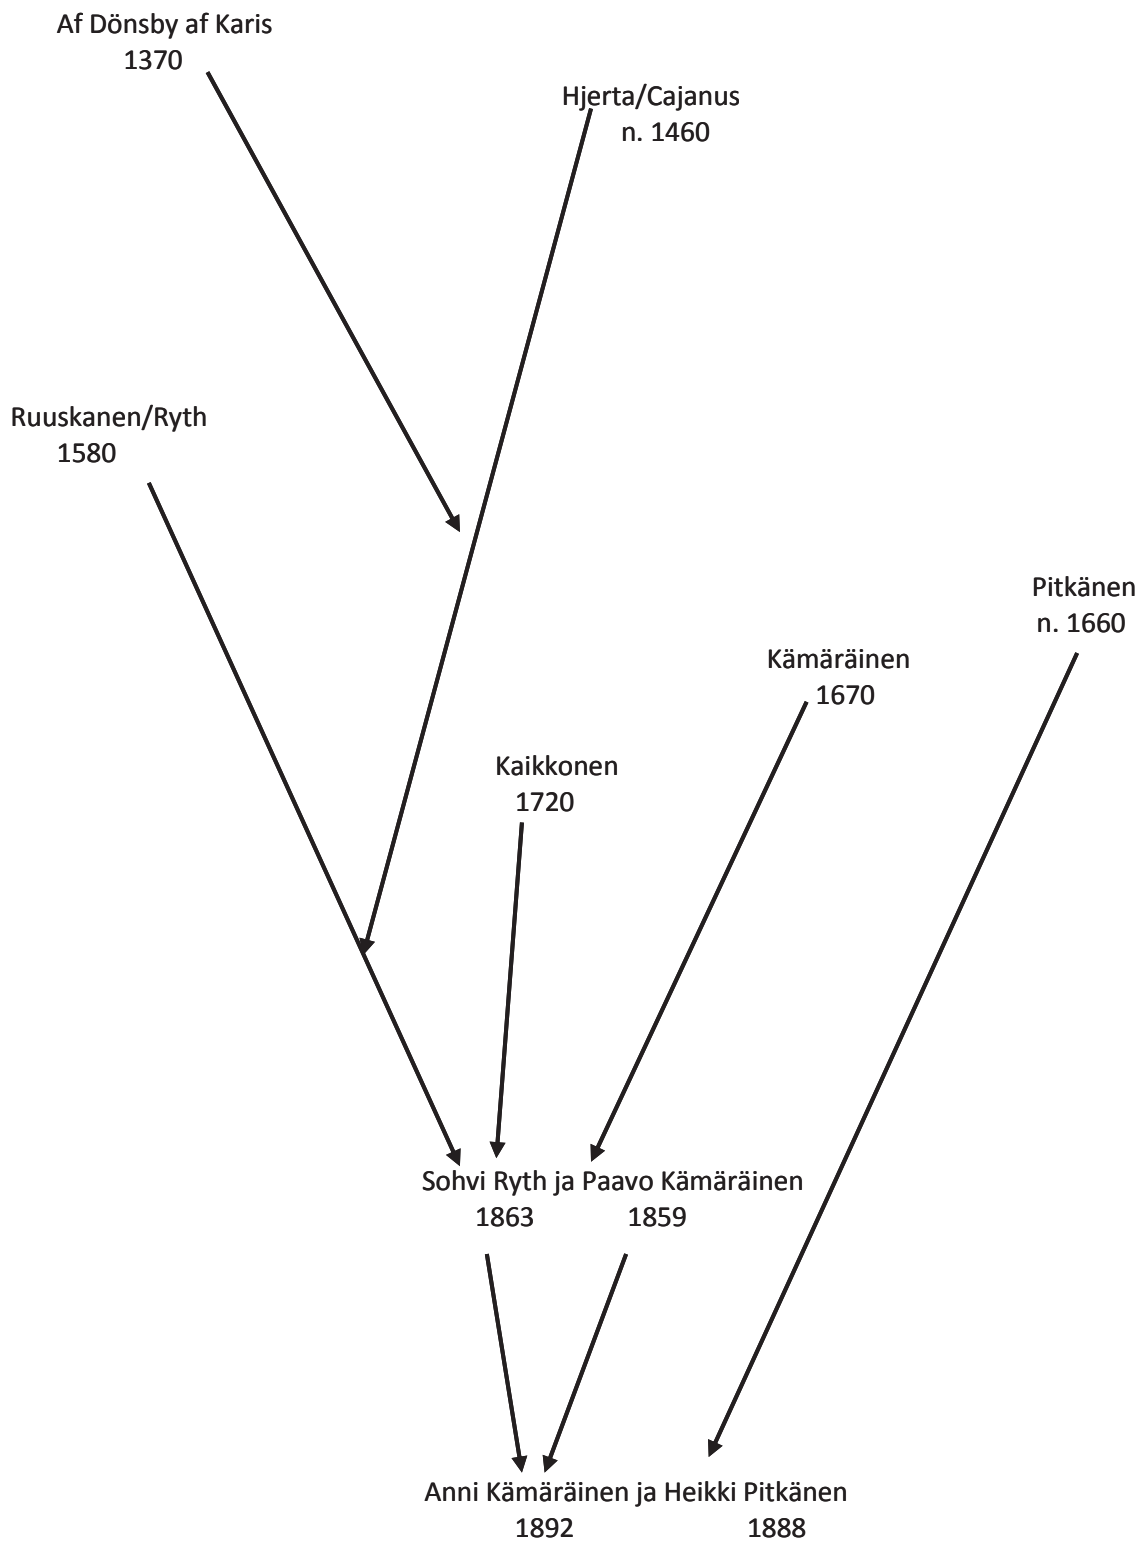 Af Dönsby af Karis
1370
Hjerta/Cajanus
n. 1460
Ruuskanen/Ryth
1580
Pitkänen
n. 1660
Kämäräinen
1670
Kaikkonen
1720
Sohvi Ryth ja Paavo Kämäräinen
1863 1859
Anni Kämäräinen ja Heikki Pitkänen
1892 1888